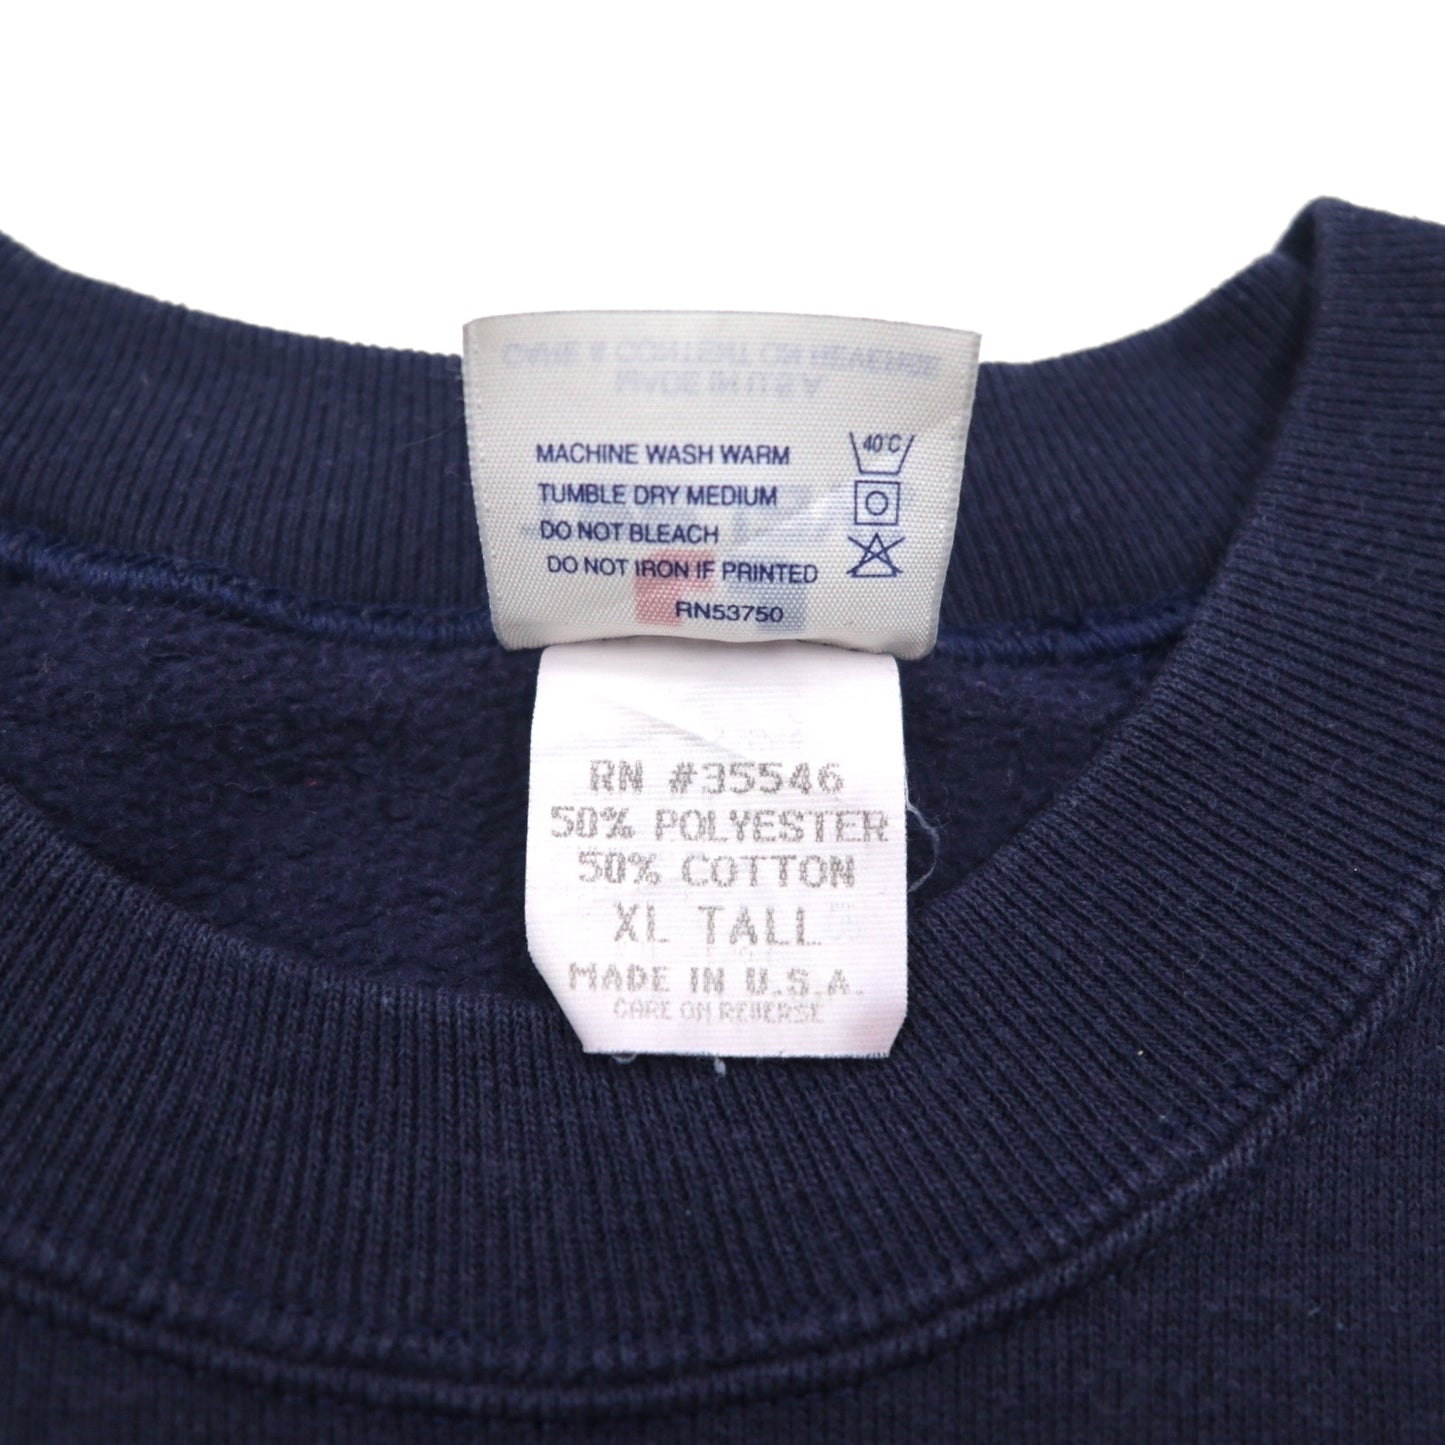 MACHINE WASH WARM
40°C
TUMBLE DRY MEDIUM
DO NOT BLEACH
DO NOT IRON IF PRINTED
RN53750
RN #35546
50% POLYESTER
50% COTTON
XL TALL
MADE IN U.S.A.
CARE ON REVERSE